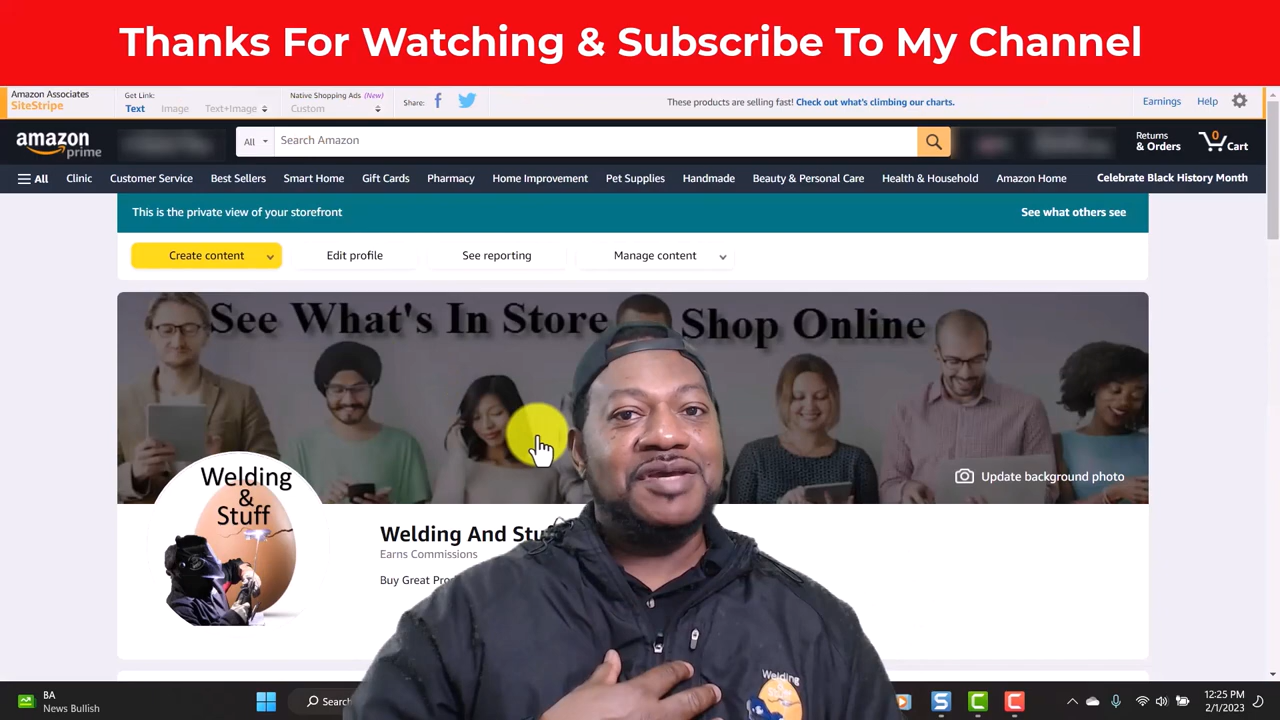 Thanks For Watching & Subscribe To My Channel
Amazon Associates
SiteStripe
Get Link:
Text Image Text+Image
Native Shopping Ads (New)
Custom
Share:
These products are selling fast! Check out what's climbing our charts.
Earnings Help
amazon
prime
All
Search Amazon
Returns
& Orders
0
Cart
All Clinic Customer Service Best Sellers Smart Home Gift Cards Pharmacy Home Improvement Pet Supplies Handmade Beauty & Personal Care Health & Household Amazon Home Celebrate Black History Month
This is the private view of your storefront See what others see
Create content Edit profile See reporting Manage content
See What's In Store Shop Online
Update background photo
Welding
&
Stuff
Welding And
Earns Commissions
Buy Great
Welding
BA
News Bullish
12:25 PM
2/1/2023